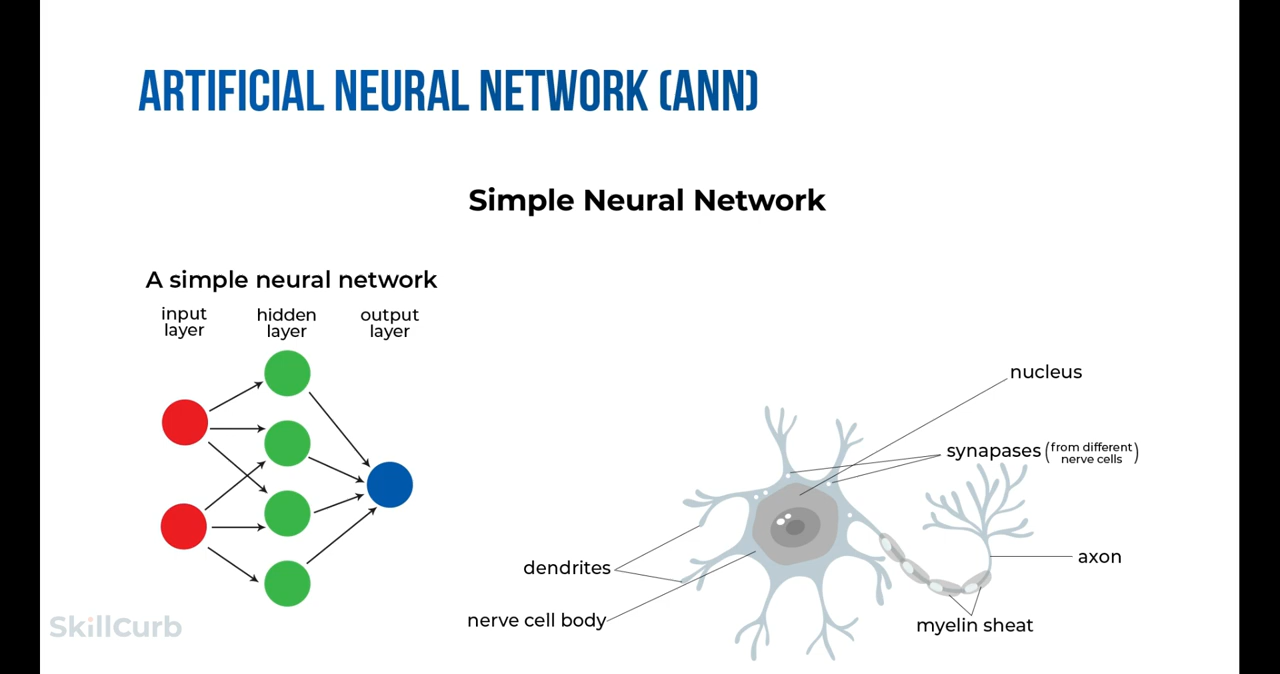 ARTIFICIAL NEURAL NETWORK (ANN)
Simple Neural Network
A simple neural network
input
layer
hidden
layer
output
layer
nucleus
synapases (from different
nerve cells)
dendrites
axon
nerve cell body
myelin sheat
SkillCurb